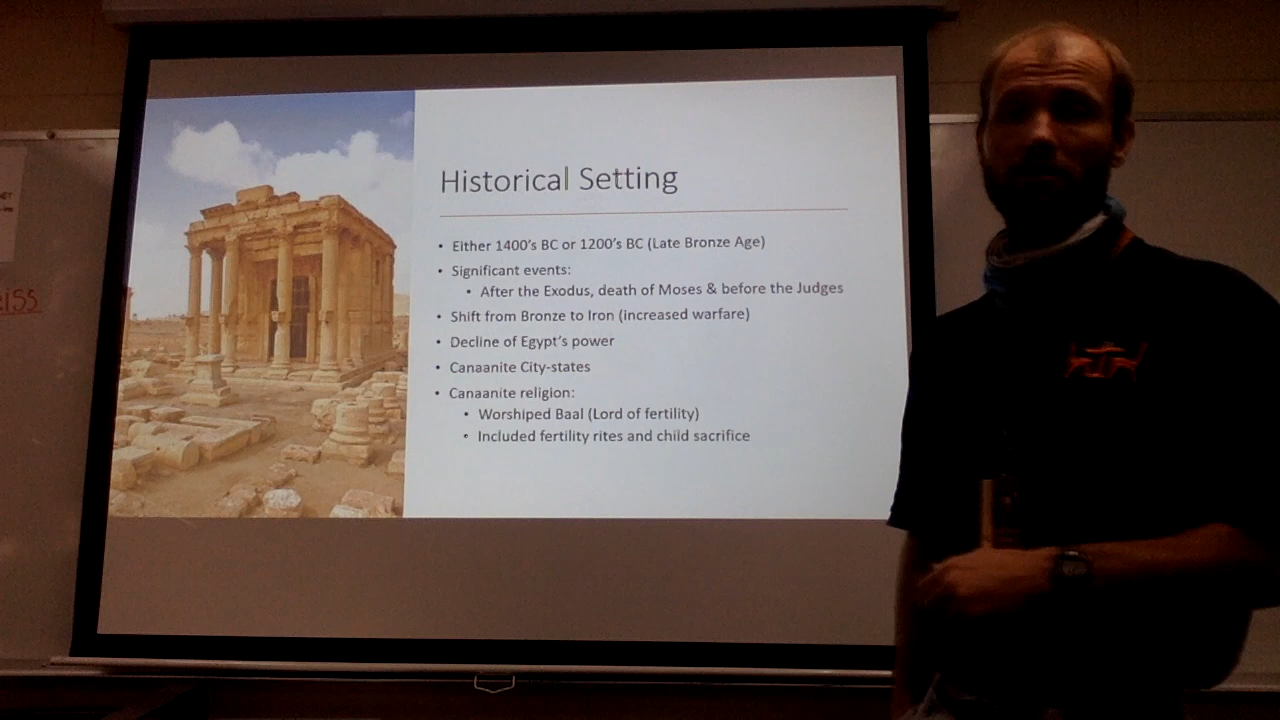 Historical Setting
• Either 1400's BC or 1200's BC (Late Bronze Age)
• Significant events:
• After the Exodus, death of Moses & before the Judges
• Shift from Bronze to Iron (increased warfare)
• Decline of Egypt's power
• Canaanite City-states
• Canaanite religion:
• Worshiped Baal (Lord of fertility)
• Included fertility rites and child sacrifice